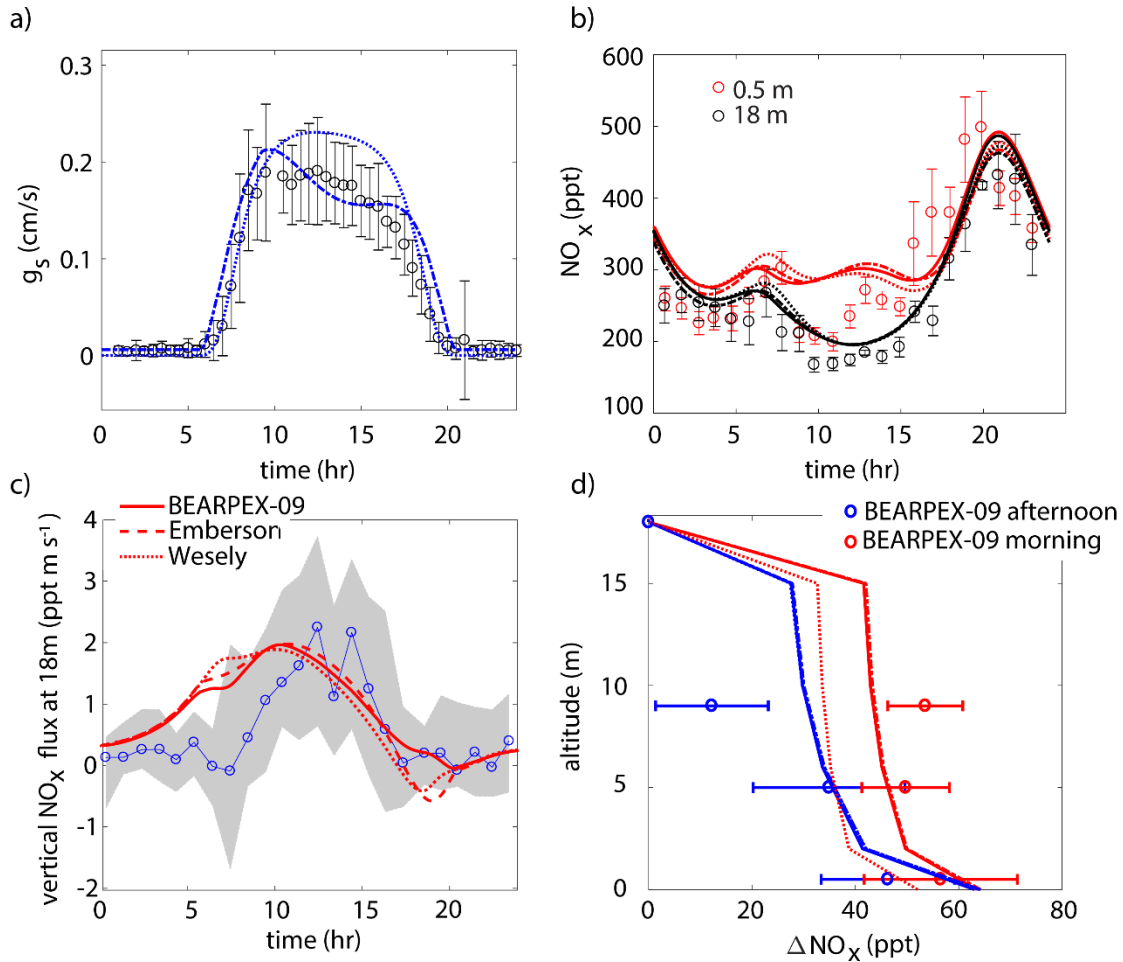 a)
0.3
0.2
0.1
0
g_s (cm/s)
0 5 10 15 20
time (hr)
b)
600
500
400
300
200
100
NO_x (ppt)
0.5 m
18 m
0 5 10 15 20
time (hr)
c)
BEARPEX-09
Emberson
Wesely
4
3
2
1
0
-1
-2
vertical NO_x flux at 18m (ppt m s⁻¹)
0 5 10 15 20
time (hr)
d)
BEARPEX-09 afternoon
BEARPEX-09 morning
15
10
5
0
altitude (m)
0 20 40 60 80
ΔNO_x (ppt)